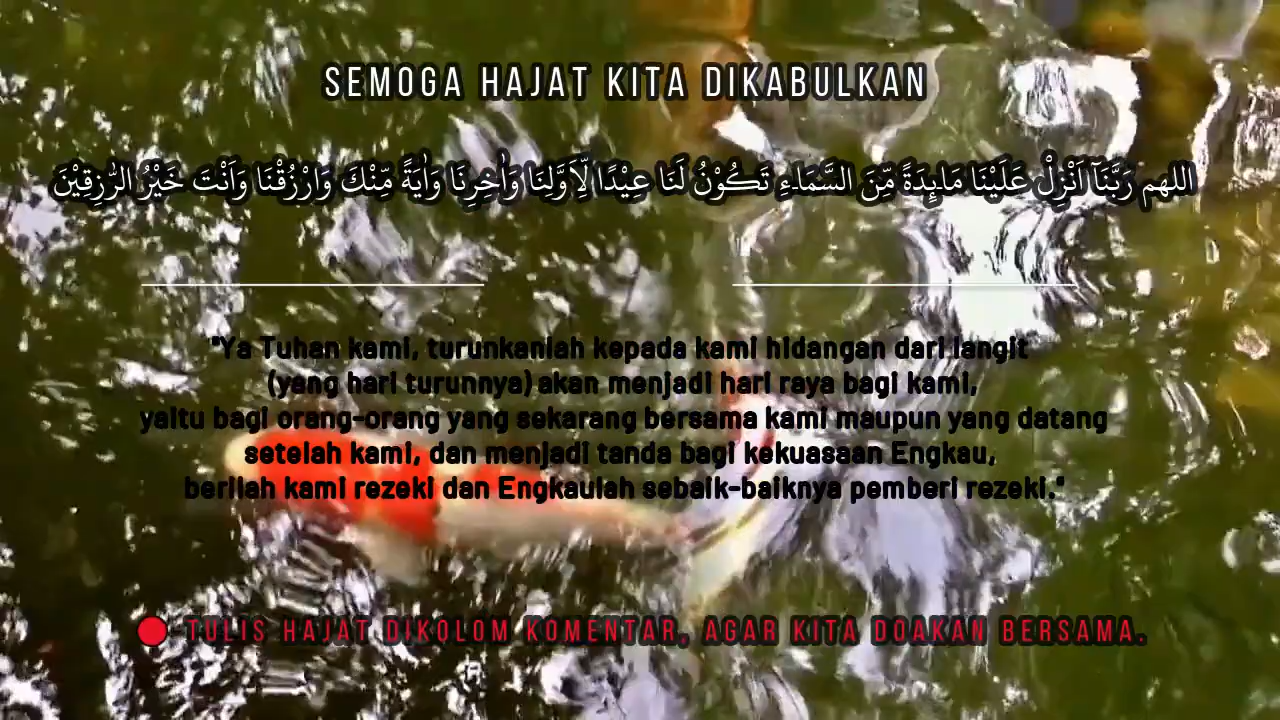 SEMOGA HAJAT KITA DIKABULKAN
اللهم رَبَّنَآ اَنْزِلْ عَلَيْنَا مَاۤىِٕدَةً مِّنَ السَّمَاۤءِ تَكُوْنُ لَنَا عِيْدًا لِّاَوَّلِنَا وَاٰخِرِنَا وَاٰيَةً مِّنْكَ وَارْزُقْنَا وَاَنْتَ خَيْرُ الرّٰزِقِيْنَ
"Ya Tuhan kami, turunkanlah kepada kami hidangan dari langit
(yang hari turunnya) akan menjadi hari raya bagi kami,
yaitu bagi orang-orang yang sekarang bersama kami maupun yang datang
setelah kami, dan menjadi tanda bagi kekuasaan Engkau,
berilah kami rezeki dan Engkaulah sebaik-baiknya pemberi rezeki."
TULIS HAJAT DIKOLOM KOMENTAR, AGAR KITA DOAKAN BERSAMA.